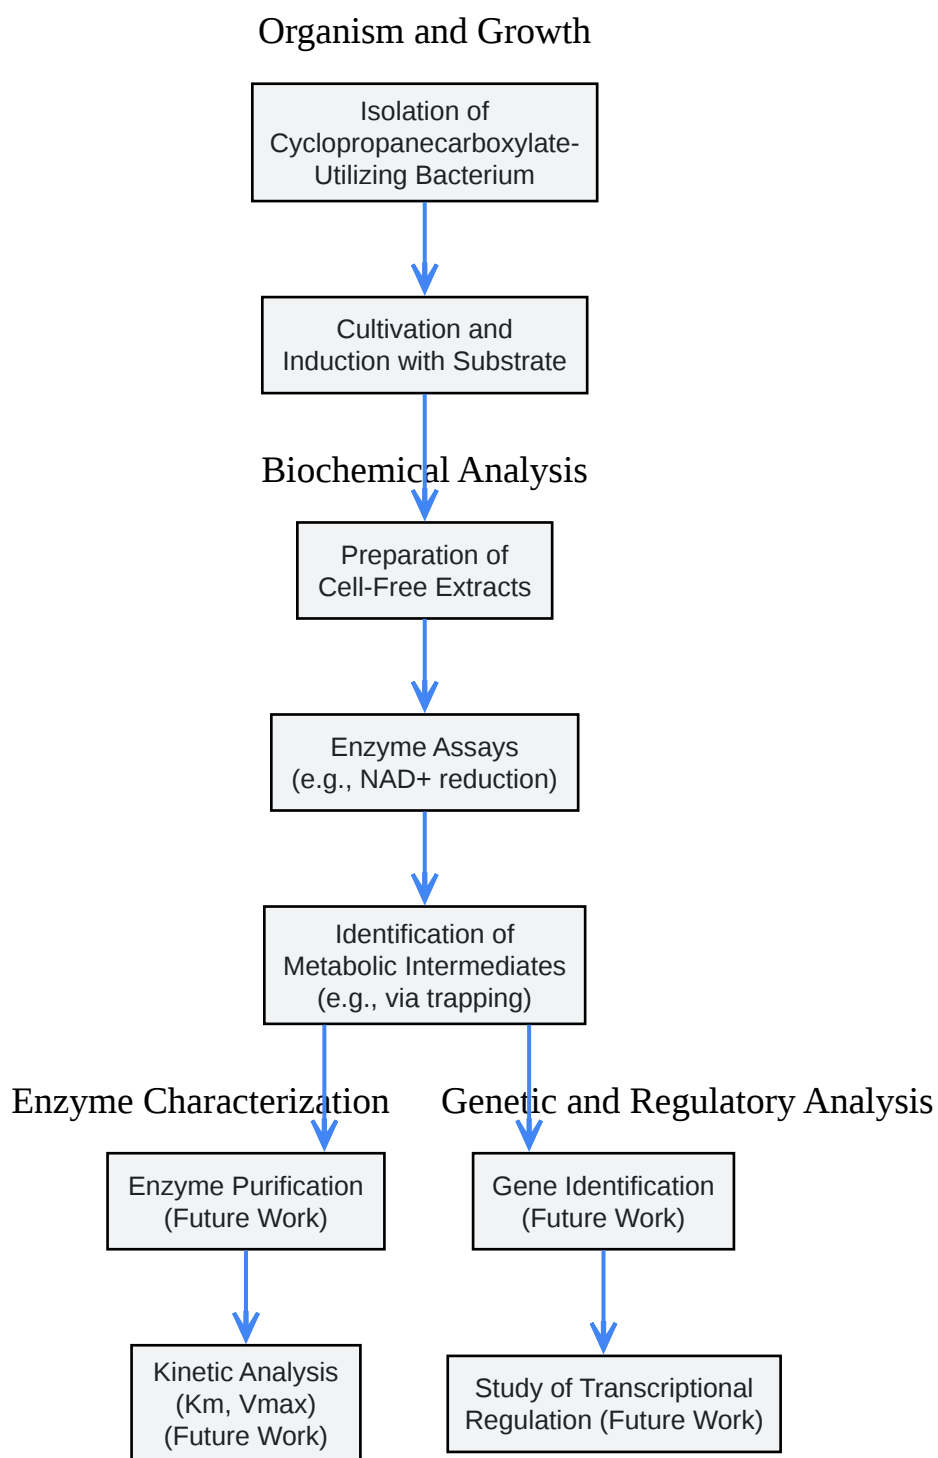 Organism and Growth
Isolation of
Cyclopropanecarboxylate-
Utilizing Bacterium
Cultivation and
Induction with Substrate
Biochemical Analysis
Preparation of
Cell-Free Extracts
Enzyme Assays
(e.g., NAD+ reduction)
Identification of
Metabolic Intermediates
(e.g., via trapping)
Enzyme Characterization
Genetic and Regulatory Analysis
Enzyme Purification
(Future Work)
Gene Identification
(Future Work)
Kinetic Analysis
(Km, Vmax)
(Future Work)
Study of Transcriptional
Regulation (Future Work)